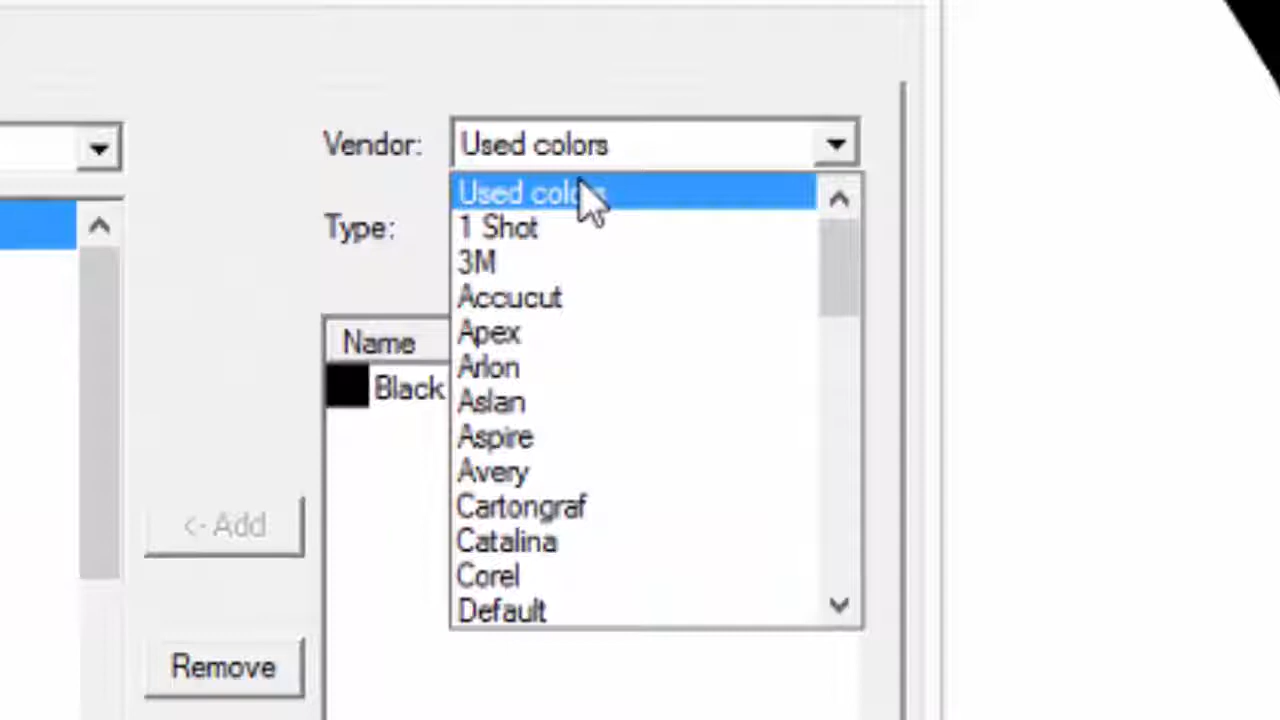 Vendor: Used colors
Used colors
Type:
1 Shot
3M
Accucut
Apex
Name
Arlon
Black
Aslan
Aspire
Avery
Cartongraf
<- Add
Catalina
Corel
Default
Remove